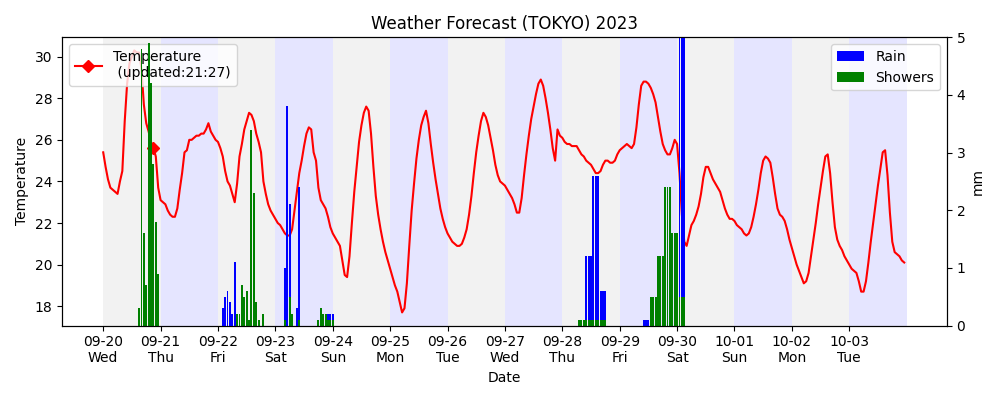 Weather Forecast (TOKYO) 2023
Temperature
(updated:21:27)
Rain
Showers
30
28
26
24
22
20
18
Temperature
5
4
3
2
1
0
mm
09-20 09-21 09-22 09-23 09-24 09-25 09-26 09-27 09-28 09-29 09-30 10-01 10-02 10-03
Wed Thu Fri Sat Sun Mon Tue Wed Thu Fri Sat Sun Mon Tue
Date